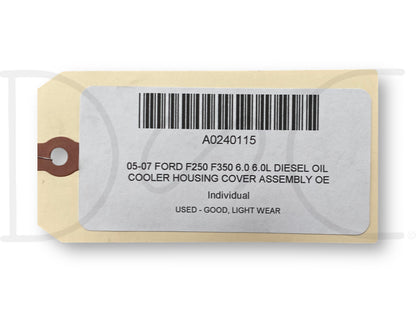 A0240115
05-07 FORD F250 F350 6.0 6.0L DIESEL OIL
COOLER HOUSING COVER ASSEMBLY OE
Individual
USED - GOOD, LIGHT WEAR